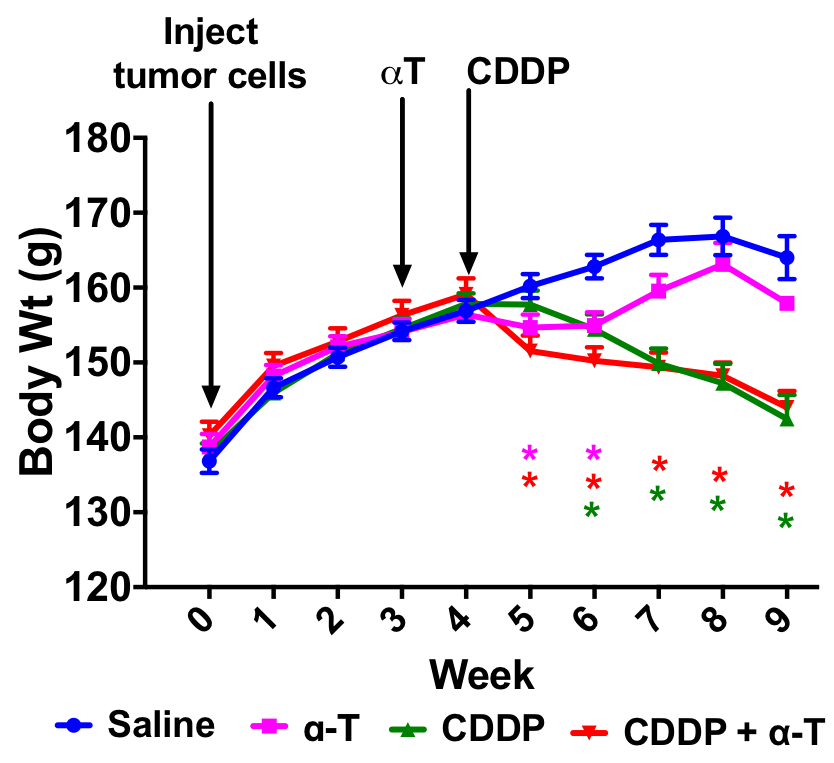 Inject
tumor cells
αT
CDDP
180
170
160
150
140
130
120
Body Wt (g)
* *
* * * * *
* * * *
0 1 2 3 4 5 6 7 8 9
Week
Saline ɑ-T CDDP CDDP + ɑ-T